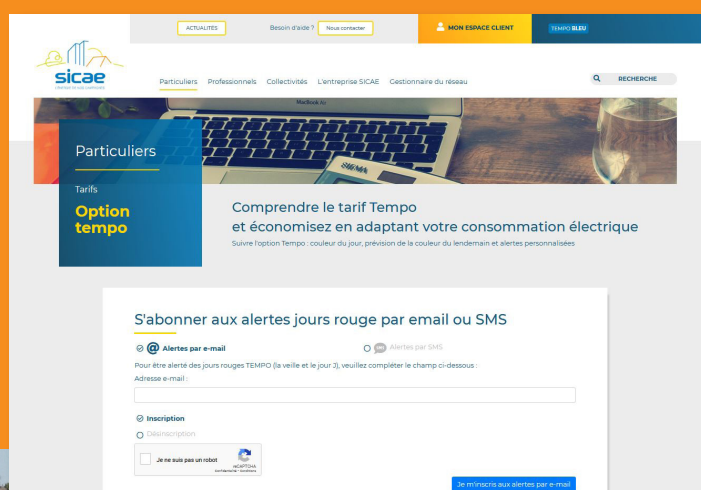 ACTUALITÉS
Besoin d'aide ?
Nous contacter
MON ESPACE CLIENT
TEMPO BLEU
sicae
Particuliers
Professionnels
Collectivités
L'entreprise SICAE
Gestionnaire du réseau
RECHERCHE
MacBook Air
Particuliers
SIGMA
Tarifs
Option
tempo
Comprendre le tarif Tempo
et économisez en adaptant votre consommation électrique
Suivre l'option Tempo : couleur du jour, prévision de la couleur du lendemain et alertes personnalisées
S'abonner aux alertes jours rouge par email ou SMS
@ Alertes par e-mail
Alertes par SMS
Pour être alerté des jours rouges TEMPO (la veille et le jour J), veuillez compléter le champ ci-dessous :
Adresse e-mail :
Inscription
Désinscription
Je ne suis pas un robot
reCAPTCHA
Confidentialité - Conditions
Je m'inscris aux alertes par e-mail